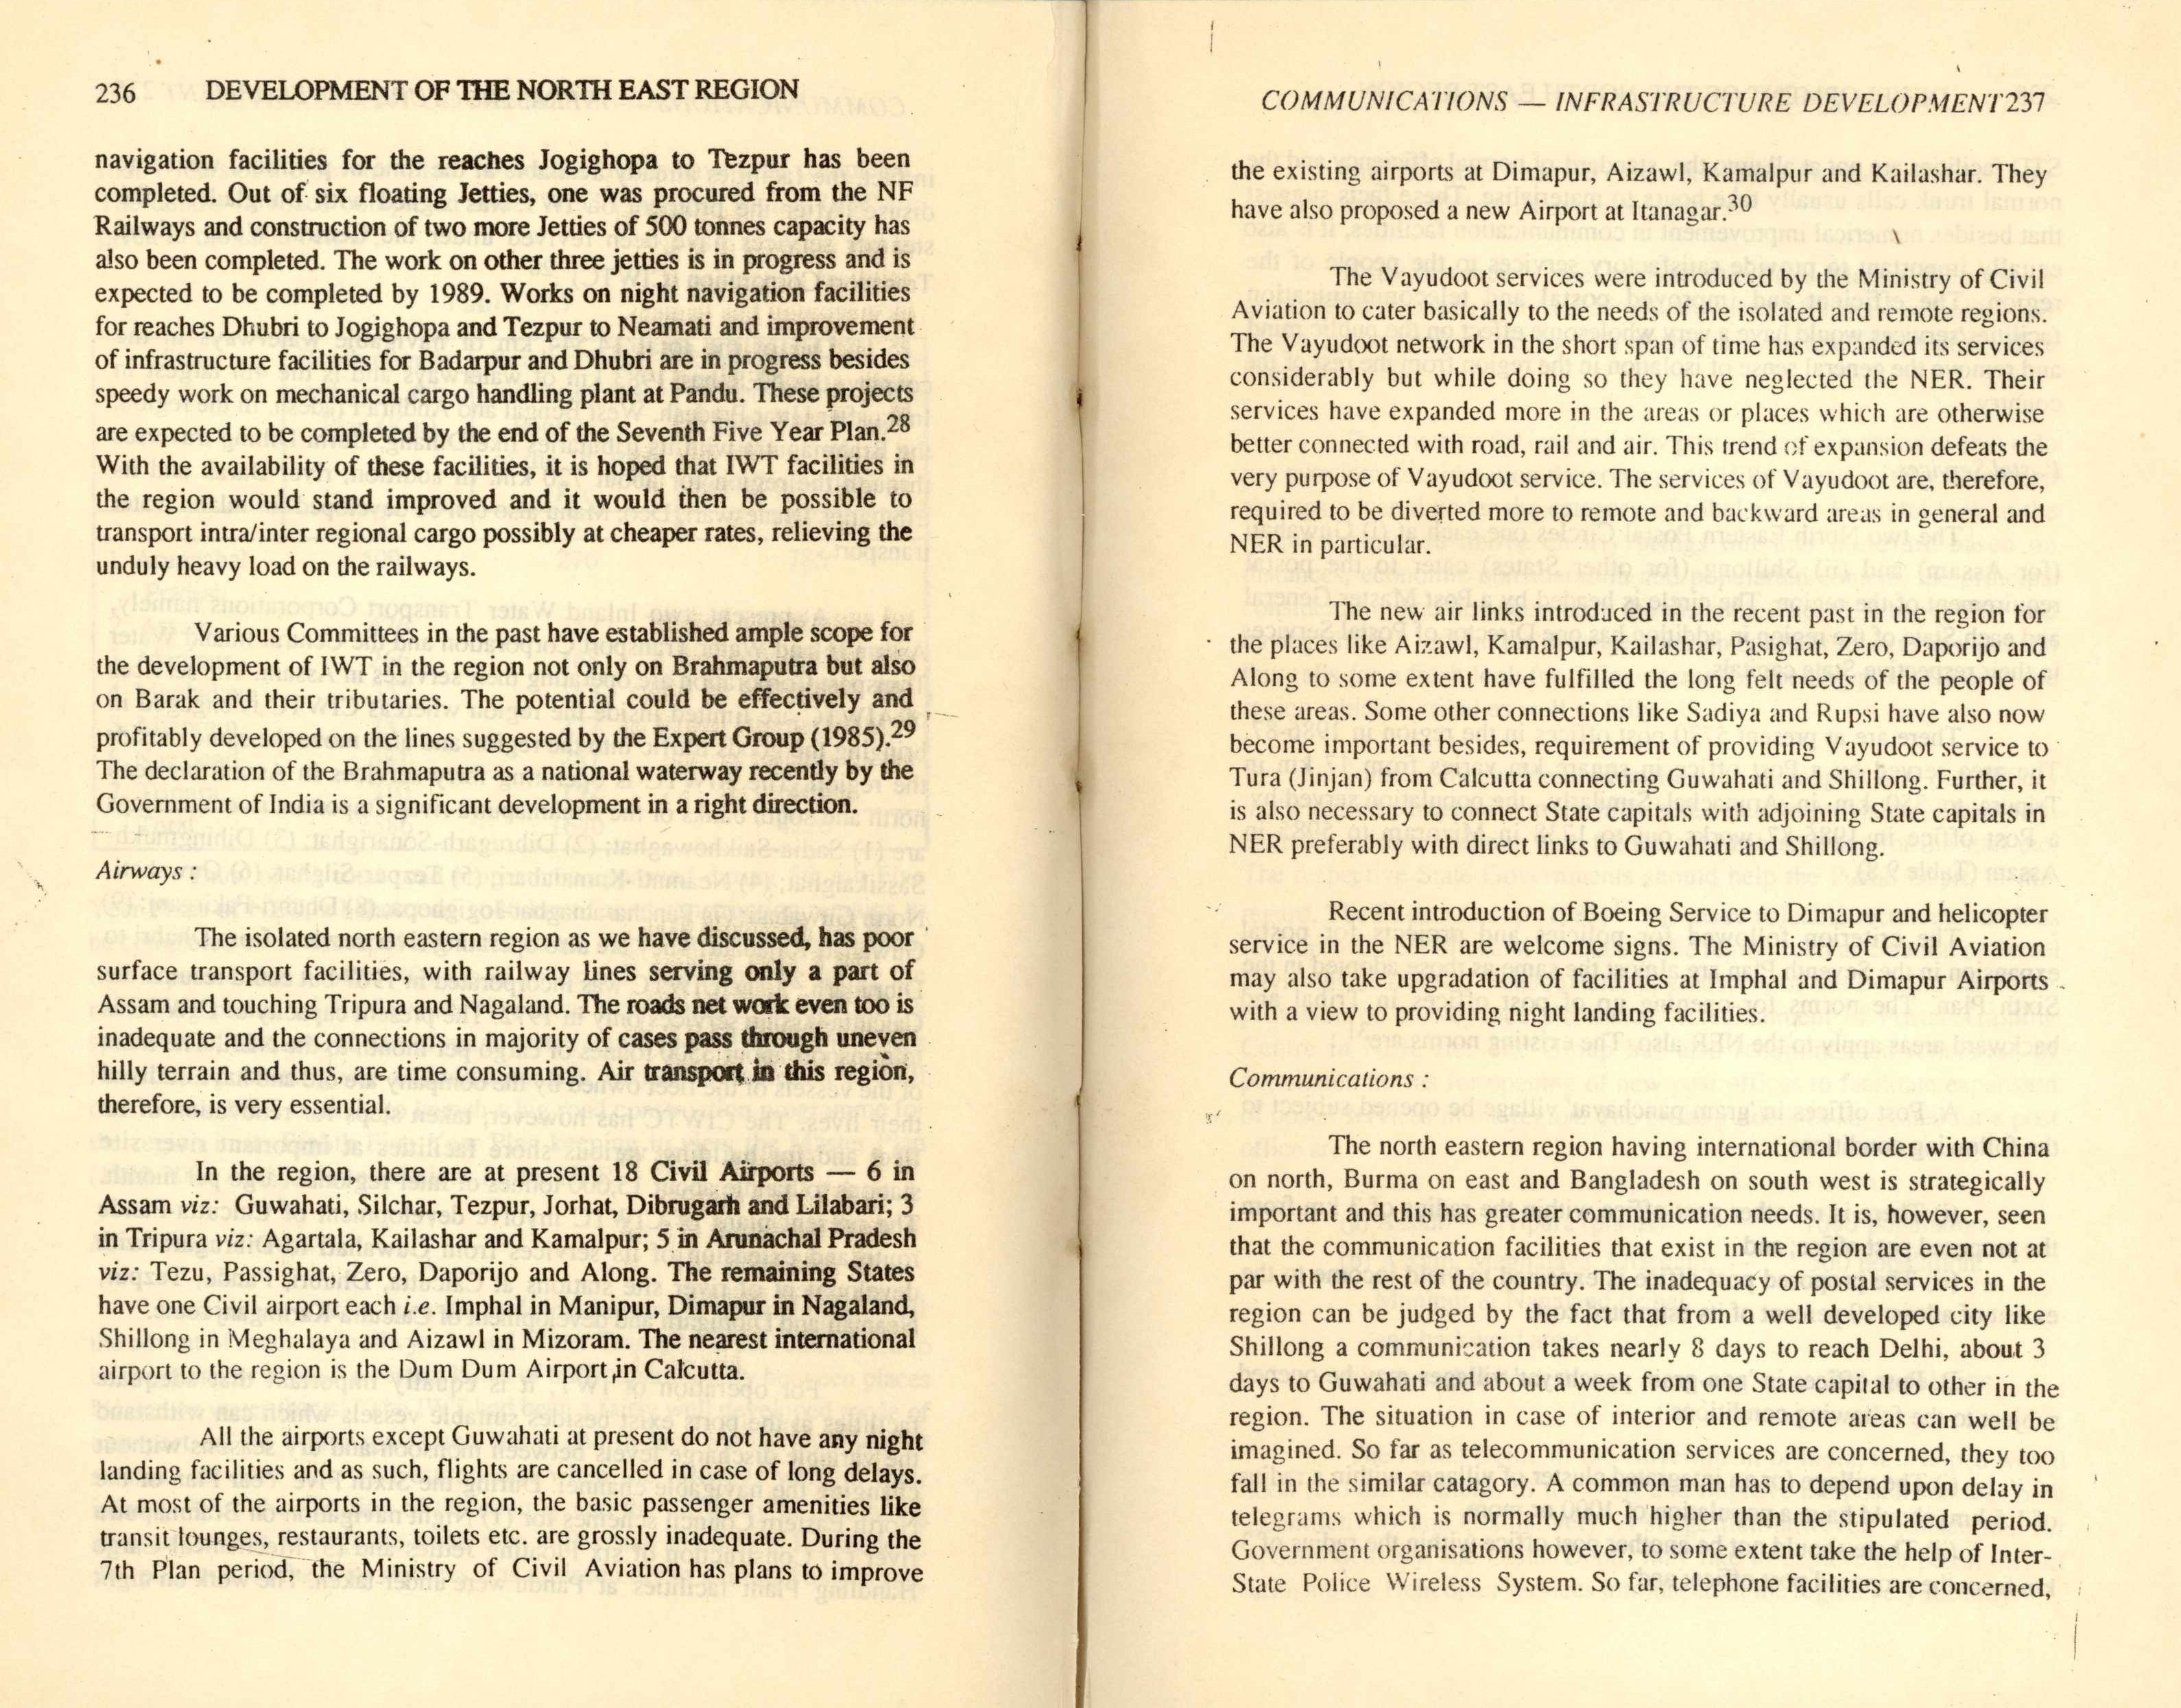 236 DEVELOPMENT OF THE NORTH EAST REGION
navigation facilities for the reaches Jogighopa to Tezpur has been
completed. Out of six floating Jetties, one was procured from the NF
Railways and construction of two more Jetties of 500 tonnes capacity has
also been completed. The work on other three jetties is in progress and is
expected to be completed by 1989. Works on night navigation facilities
for reaches Dhubri to Jogighopa and Tezpur to Neamati and improvement
of infrastructure facilities for Badarpur and Dhubri are in progress besides
speedy work on mechanical cargo handling plant at Pandu. These projects
are expected to be completed by the end of the Seventh Five Year Plan.28
With the availability of these facilities, it is hoped that IWT facilities in
the region would stand improved and it would then be possible to
transport intra/inter regional cargo possibly at cheaper rates, relieving the
unduly heavy load on the railways.
Various Committees in the past have established ample scope for
the development of IWT in the region not only on Brahmaputra but also
on Barak and their tributaries. The potential could be effectively and
profitably developed on the lines suggested by the Expert Group (1985).29
The declaration of the Brahmaputra as a national waterway recently by the
Government of India is a significant development in a right direction.
Airways :
The isolated north eastern region as we have discussed, has poor
surface transport facilities, with railway lines serving only a part of
Assam and touching Tripura and Nagaland. The roads net work even too is
inadequate and the connections in majority of cases pass through uneven
hilly terrain and thus, are time consuming. Air transport in this region,
therefore, is very essential.
In the region, there are at present 18 Civil Airports — 6 in
Assam viz: Guwahati, Silchar, Tezpur, Jorhat, Dibrugarh and Lilabari; 3
in Tripura viz: Agartala, Kailashar and Kamalpur; 5 in Arunachal Pradesh
viz: Tezu, Passighat, Zero, Daporijo and Along. The remaining States
have one Civil airport each i.e. Imphal in Manipur, Dimapur in Nagaland,
Shillong in Meghalaya and Aizawl in Mizoram. The nearest international
airport to the region is the Dum Dum Airport in Calcutta.
All the airports except Guwahati at present do not have any night
landing facilities and as such, flights are cancelled in case of long delays.
At most of the airports in the region, the basic passenger amenities like
transit lounges, restaurants, toilets etc. are grossly inadequate. During the
7th Plan period, the Ministry of Civil Aviation has plans to improve
COMMUNICATIONS — INFRASTRUCTURE DEVELOPMENT 237
the existing airports at Dimapur, Aizawl, Kamalpur and Kailashar. They
have also proposed a new Airport at Itanagar.30
The Vayudoot services were introduced by the Ministry of Civil
Aviation to cater basically to the needs of the isolated and remote regions.
The Vayudoot network in the short span of time has expanded its services
considerably but while doing so they have neglected the NER. Their
services have expanded more in the areas or places which are otherwise
better connected with road, rail and air. This trend of expansion defeats the
very purpose of Vayudoot service. The services of Vayudoot are, therefore,
required to be diverted more to remote and backward areas in general and
NER in particular.
The new air links introduced in the recent past in the region for
the places like Aizawl, Kamalpur, Kailashar, Pasighat, Zero, Daporijo and
Along to some extent have fulfilled the long felt needs of the people of
these areas. Some other connections like Sadiya and Rupsi have also now
become important besides, requirement of providing Vayudoot service to
Tura (Jinjan) from Calcutta connecting Guwahati and Shillong. Further, it
is also necessary to connect State capitals with adjoining State capitals in
NER preferably with direct links to Guwahati and Shillong.
Recent introduction of Boeing Service to Dimapur and helicopter
service in the NER are welcome signs. The Ministry of Civil Aviation
may also take upgradation of facilities at Imphal and Dimapur Airports
with a view to providing night landing facilities.
Communications :
The north eastern region having international border with China
on north, Burma on east and Bangladesh on south west is strategically
important and this has greater communication needs. It is, however, seen
that the communication facilities that exist in the region are even not at
par with the rest of the country. The inadequacy of postal services in the
region can be judged by the fact that from a well developed city like
Shillong a communication takes nearly 8 days to reach Delhi, about 3
days to Guwahati and about a week from one State capital to other in the
region. The situation in case of interior and remote areas can well be
imagined. So far as telecommunication services are concerned, they too
fall in the similar catagory. A common man has to depend upon delay in
telegrams which is normally much higher than the stipulated period.
Government organisations however, to some extent take the help of Inter-
State Police Wireless System. So far, telephone facilities are concerned,